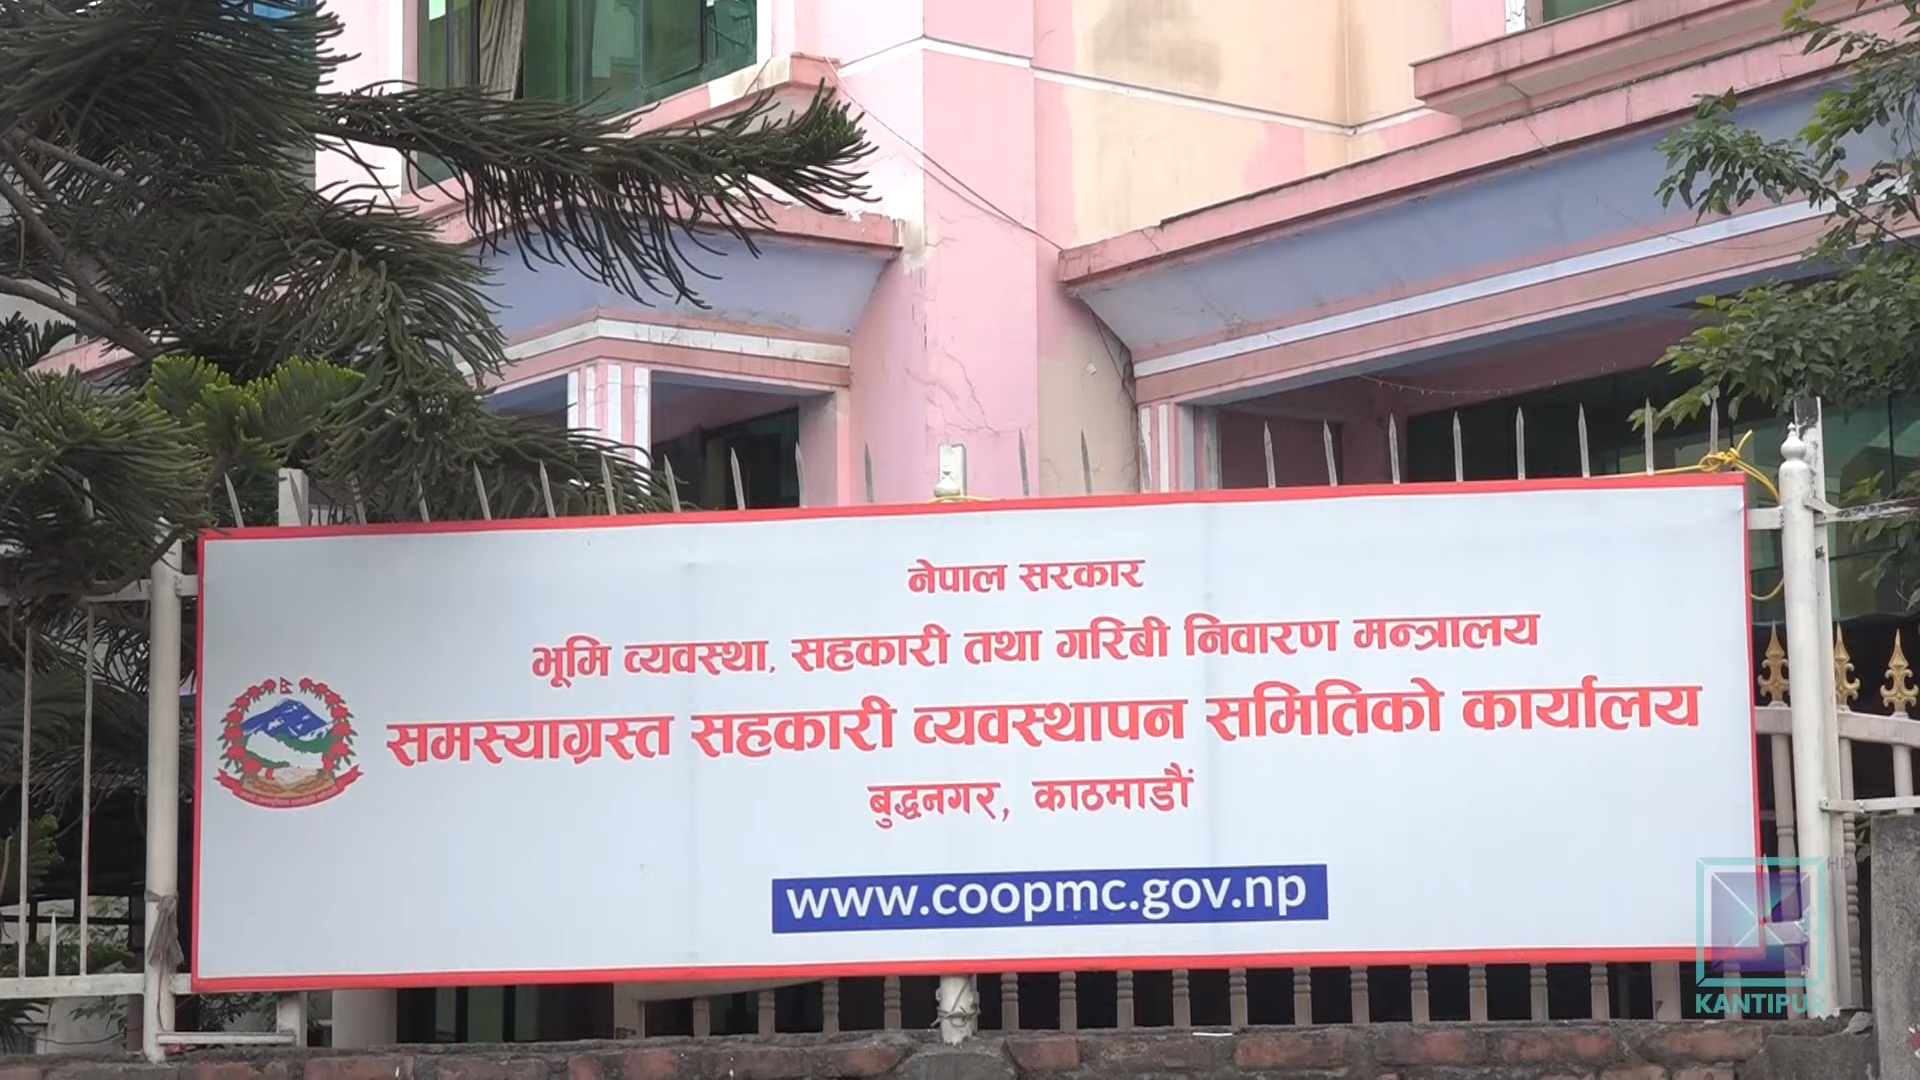 नेपाल सरकार
भूमि व्यवस्था, सहकारी तथा गरिबी निवारण मन्त्रालय
समस्याग्रस्त सहकारी व्यवस्थापन समितिको कार्यालय
बुद्धनगर, काठमाडौं
www.coopmc.gov.np
HD
KANTIPUR